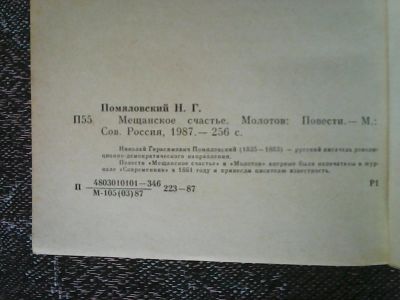 Помяловский Н. Г.
П55 Мещанское счастье. Молотов: Повести.— М.:
Сов. Россия, 1987.— 256 с.
Николай Герасимович Помяловский (1835—1863) — русский писатель револю-
ционно-демократического направления.
Повести «Мещанское счастье» и «Молотов» впервые были напечатаны в жур-
нале «Современник» в 1861 году и принесли писателю известность.
П 4803010101—346 223—87 Р1
М-105(03)87